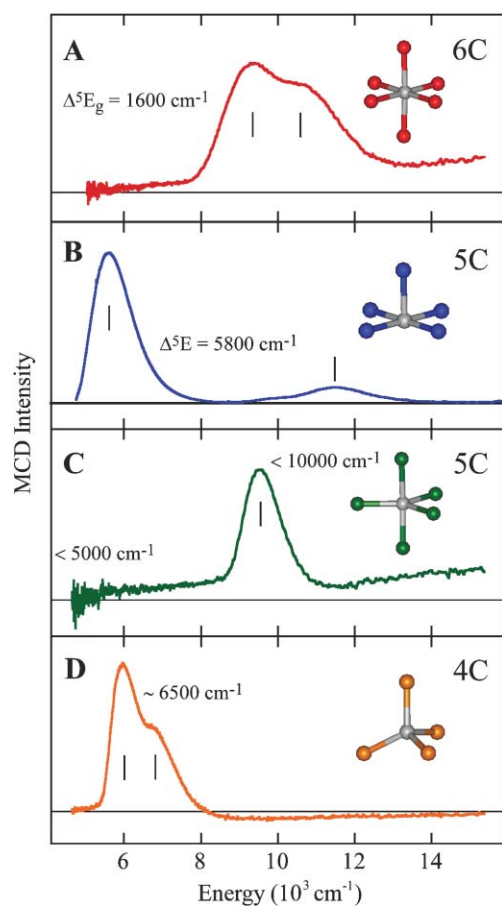 A
6C
Δ⁵E_g = 1600 cm⁻¹
B
5C
Δ⁵E = 5800 cm⁻¹
C
5C
< 10000 cm⁻¹
< 5000 cm⁻¹
D
4C
~ 6500 cm⁻¹
MCD Intensity
6 8 10 12 14
Energy (10³ cm⁻¹)